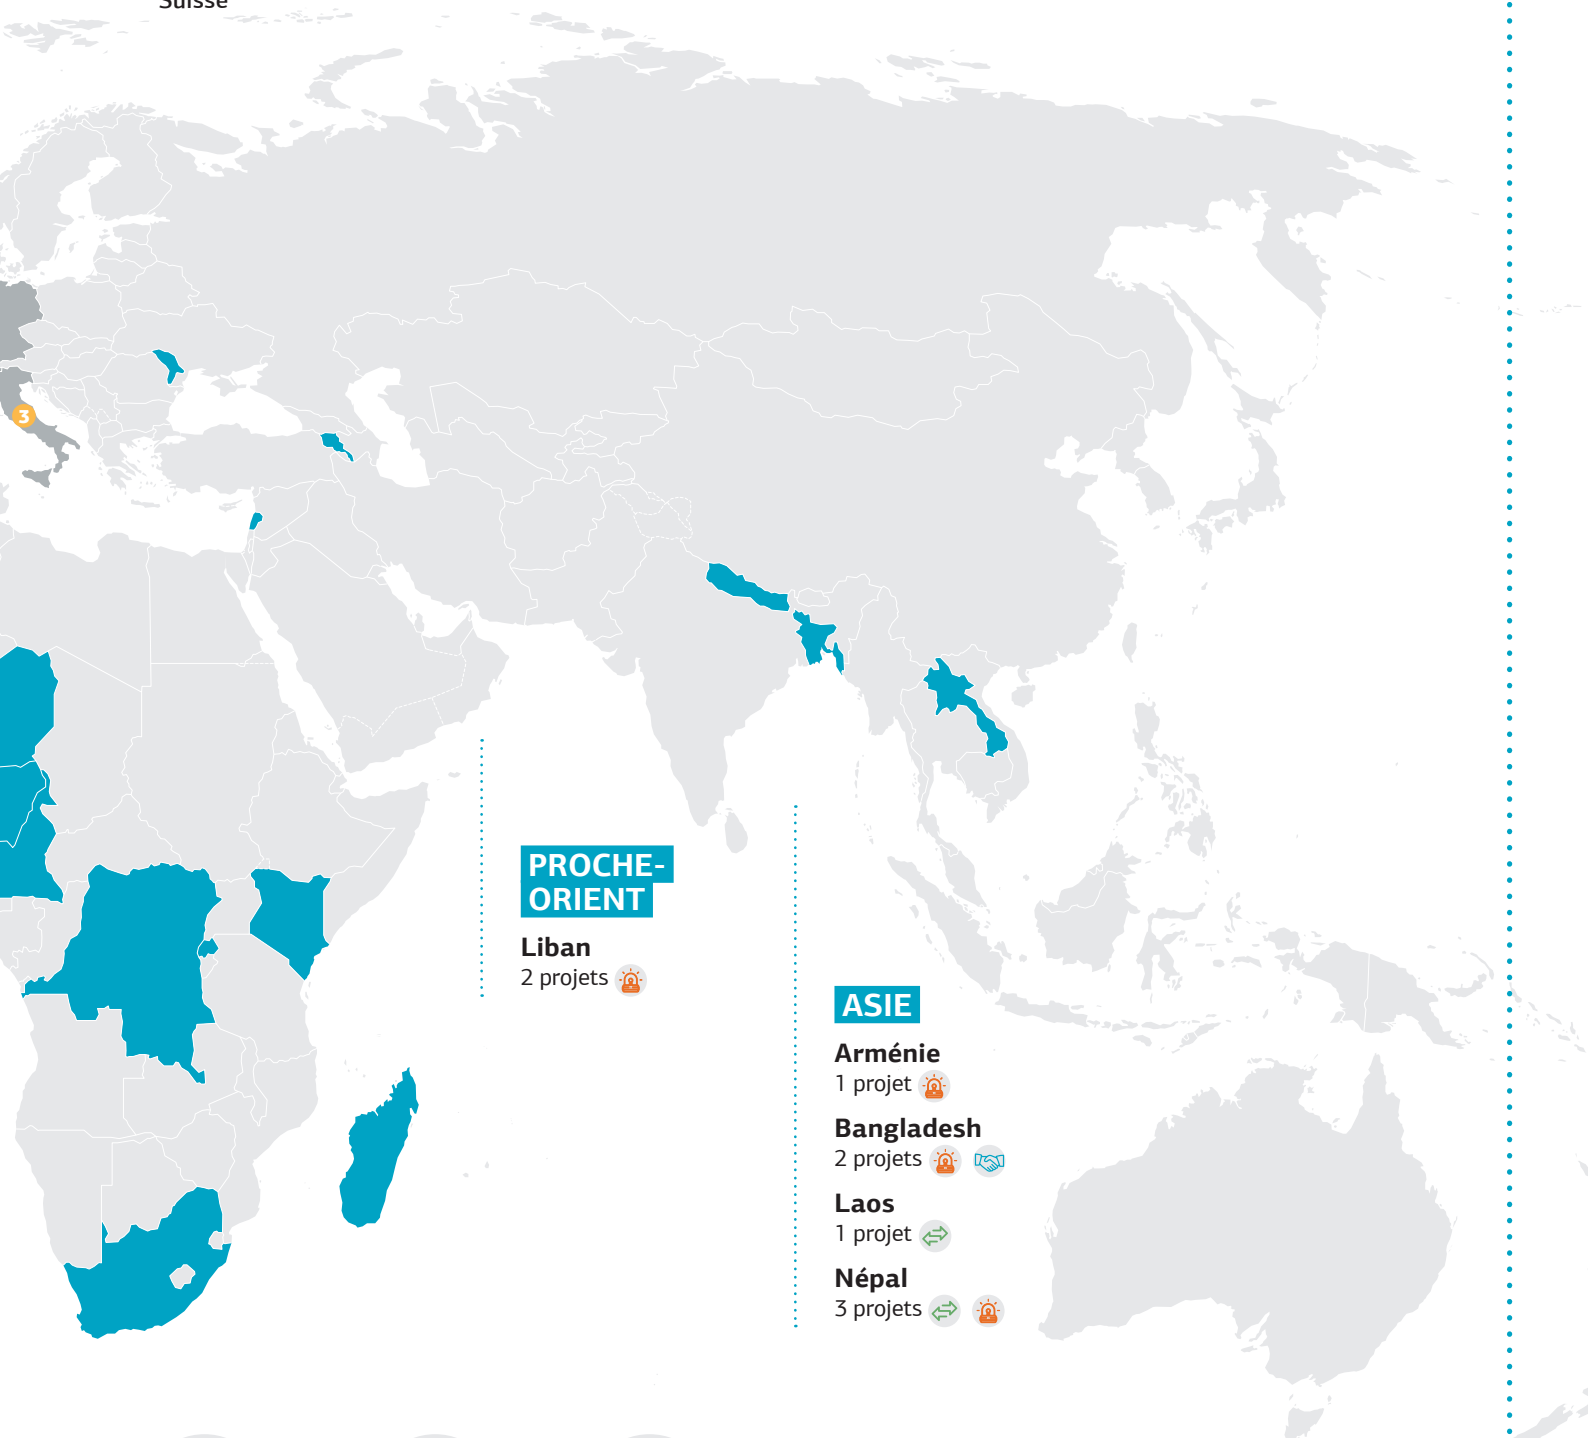 Suisse
3
PROCHE-
ORIENT
Liban
2 projets
ASIE
Arménie
1 projet
Bangladesh
2 projets
Laos
1 projet
Népal
3 projets